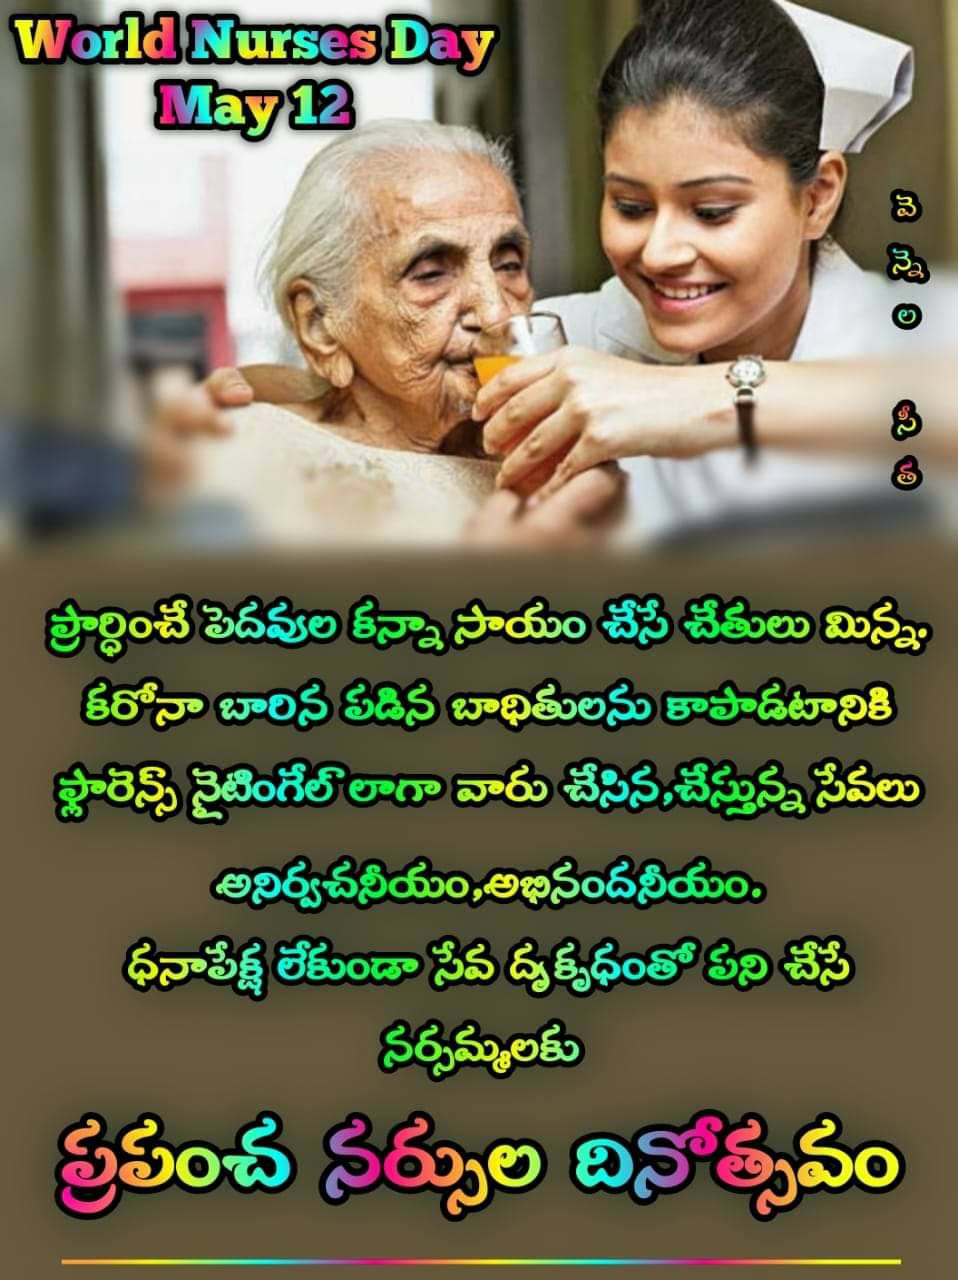 World Nurses Day
May 12
వెన్నెల సీత
ప్రార్ధించే పెదవుల కన్నా సాయం చేసే చేతులు మిన్న.
కరోనా బారిన పడిన బాధితులను కాపాడటానికి
ఫ్లారెన్స్ నైటింగేల్ లాగా వారు చేసిన,చేస్తున్న సేవలు
అనిర్వచనీయం,అభినందనీయం.
ధనాపేక్ష లేకుండా సేవ దృకృధంతో పని చేసే
నర్సమ్మలకు
ప్రపంచ నర్సుల దినోత్సవం